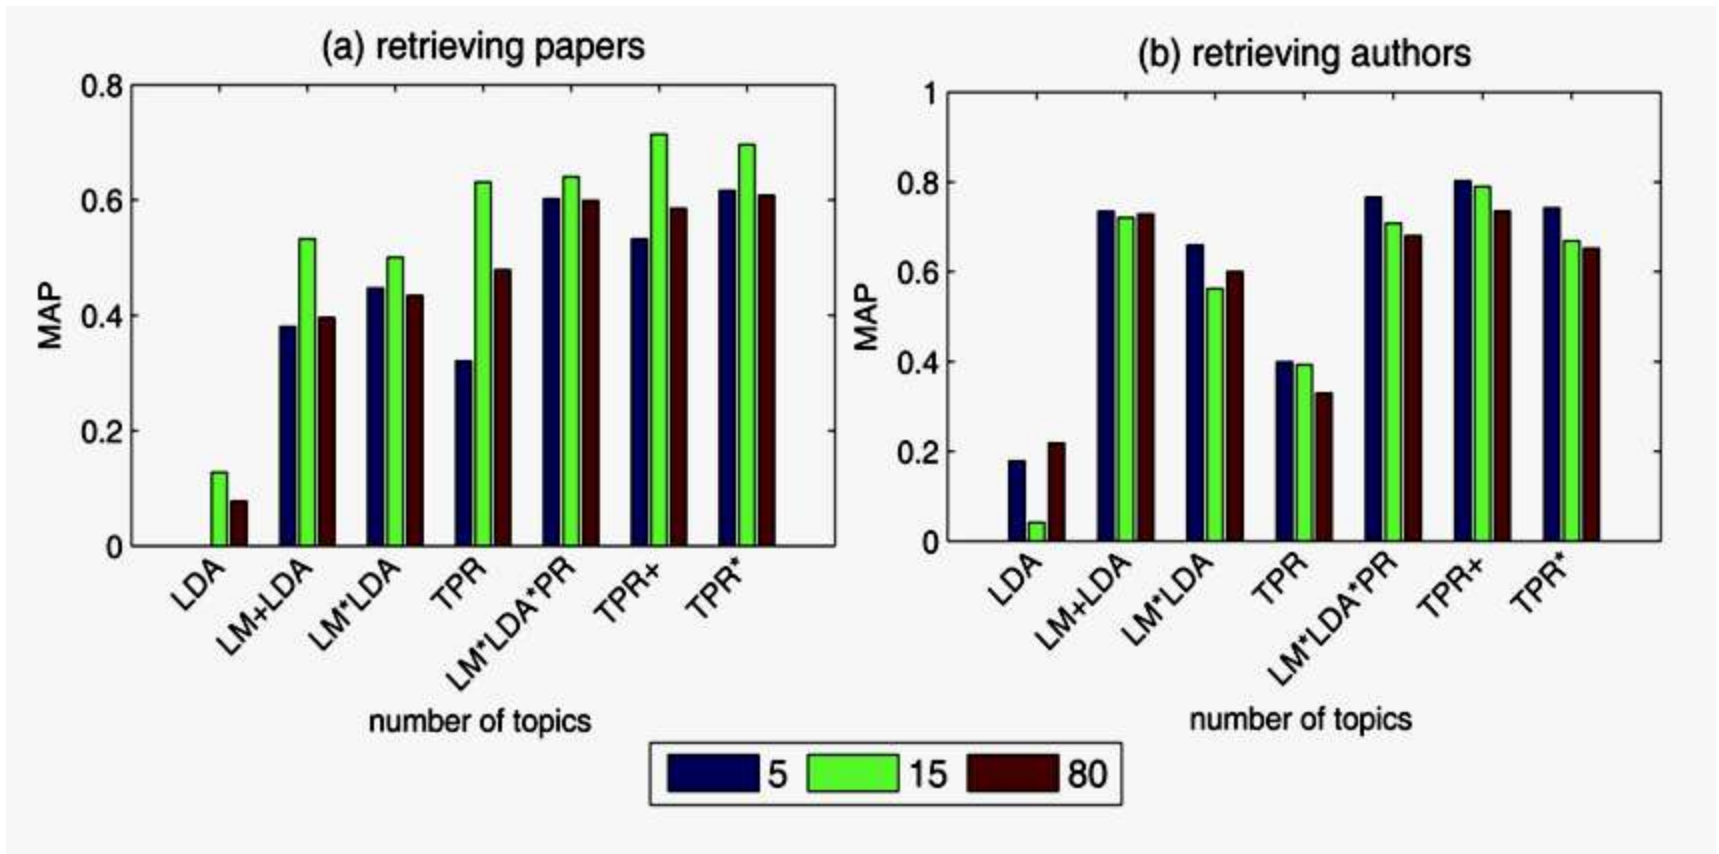 (a) retrieving papers
0.8
0.6
0.4
0.2
0
MAP
LDA
LM+LDA
LM*LDA
TPR
LM*LDA*PR
TPR+
TPR*
number of topics
(b) retrieving authors
1
0.8
0.6
0.4
0.2
0
MAP
LDA
LM+LDA
LM*LDA
TPR
LM*LDA*PR
TPR+
TPR*
number of topics
5 15 80